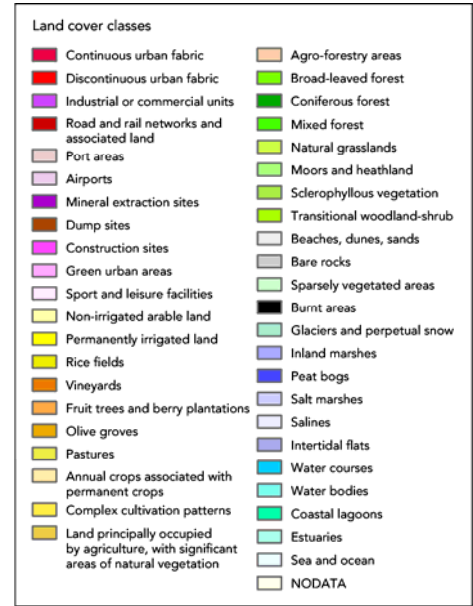 Land cover classes
Continuous urban fabric
Discontinuous urban fabric
Industrial or commercial units
Road and rail networks and
associated land
Port areas
Airports
Mineral extraction sites
Dump sites
Construction sites
Green urban areas
Sport and leisure facilities
Non-irrigated arable land
Permanently irrigated land
Rice fields
Vineyards
Fruit trees and berry plantations
Olive groves
Pastures
Annual crops associated with
permanent crops
Complex cultivation patterns
Land principally occupied
by agriculture, with significant
areas of natural vegetation
Agro-forestry areas
Broad-leaved forest
Coniferous forest
Mixed forest
Natural grasslands
Moors and heathland
Sclerophyllous vegetation
Transitional woodland-shrub
Beaches, dunes, sands
Bare rocks
Sparsely vegetated areas
Burnt areas
Glaciers and perpetual snow
Inland marshes
Peat bogs
Salt marshes
Salines
Intertidal flats
Water courses
Water bodies
Coastal lagoons
Estuaries
Sea and ocean
NODATA